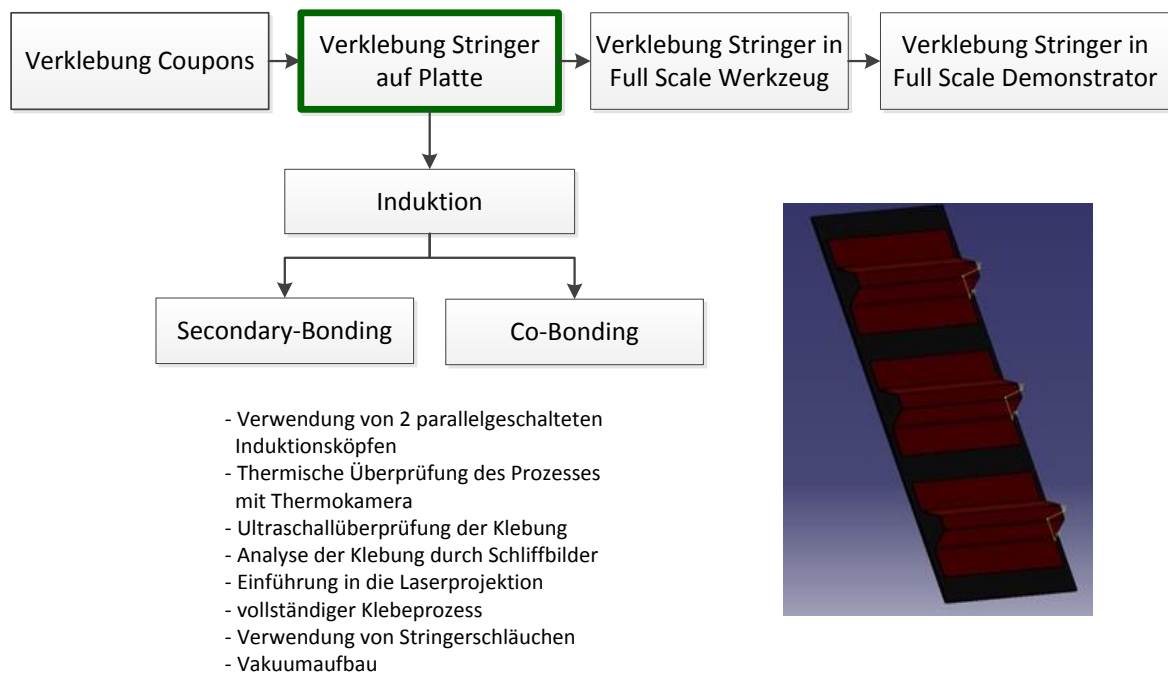 Verklebung Coupons
Verklebung Stringer
auf Platte
Verklebung Stringer in
Full Scale Werkzeug
Verklebung Stringer in
Full Scale Demonstrator
Induktion
Secondary-Bonding
Co-Bonding
- Verwendung von 2 parallelgeschalteten
Induktionsköpfen
- Thermische Überprüfung des Prozesses
mit Thermokamera
- Ultraschallüberprüfung der Klebung
- Analyse der Klebung durch Schliffbilder
- Einführung in die Laserprojektion
- vollständiger Klebeprozess
- Verwendung von Stringerschläuchen
- Vakuumaufbau